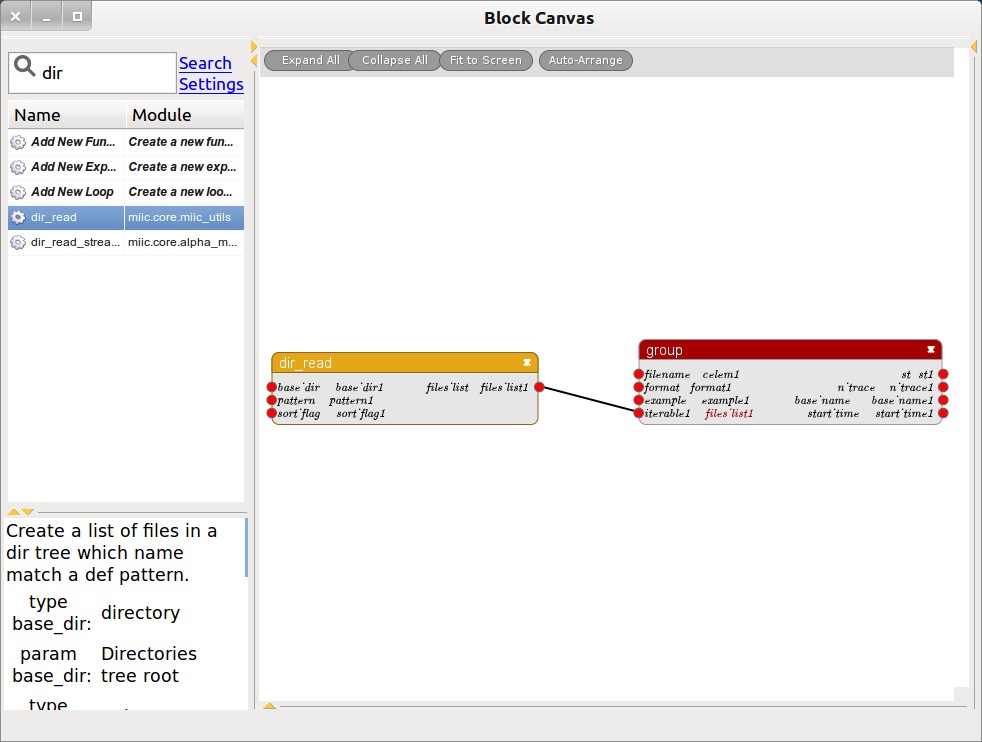 Block Canvas
dir
Search
Settings
Expand All Collapse All Fit to Screen Auto-Arrange
Name Module
Add New Fun... Create a new fun...
Add New Exp... Create a new exp...
Add New Loop Create a new loo...
dir_read miic.core.miic_utils
dir_read_strea... miic.core.alpha_m...
dir_read
base˙dir base˙dir1 files˙list files˙list1
pattern pattern1
sort˙flag sort˙flag1
group
filename celem1 st st1
format format1 n˙trace n˙trace1
example example1 base˙name base˙name1
iterable1 files˙list1 start˙time start˙time1
Create a list of files in a
dir tree which name
match a def pattern.
type
base_dir: directory
param Directories
base_dir: tree root
type